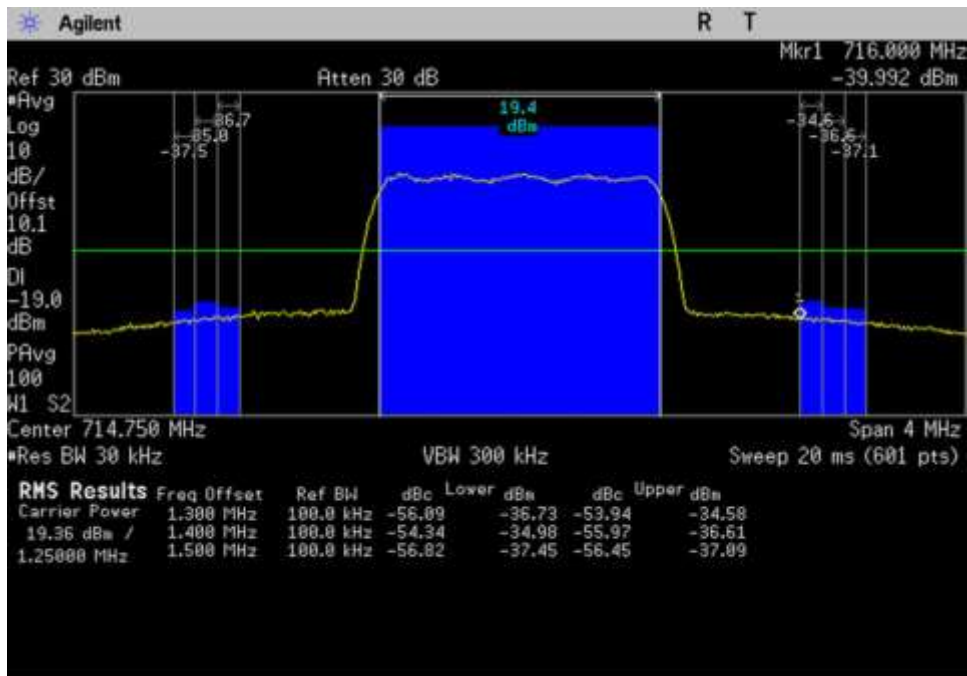 Agilent R T
Mkr1 716.000 MHz
Ref 30 dBm Atten 30 dB -39.992 dBm
#Avg
Log
10
dB/
Offst
10.1
dB
DI
-19.0
dBm
PAvg
100
W1 S2
19.4
dBm
-86.7
-85.0
-37.5
-34.6
-36.6
-37.1
1
Center 714.750 MHz Span 4 MHz
#Res BW 30 kHz VBW 300 kHz Sweep 20 ms (601 pts)
RMS Results Freq Offset Ref BW dBc Lower dBm dBc Upper dBm
Carrier Power 1.300 MHz 100.0 kHz -56.09 -36.73 -53.94 -34.58
19.36 dBm / 1.400 MHz 100.0 kHz -54.34 -34.98 -55.97 -36.61
1.25000 MHz 1.500 MHz 100.0 kHz -56.82 -37.45 -56.45 -37.09